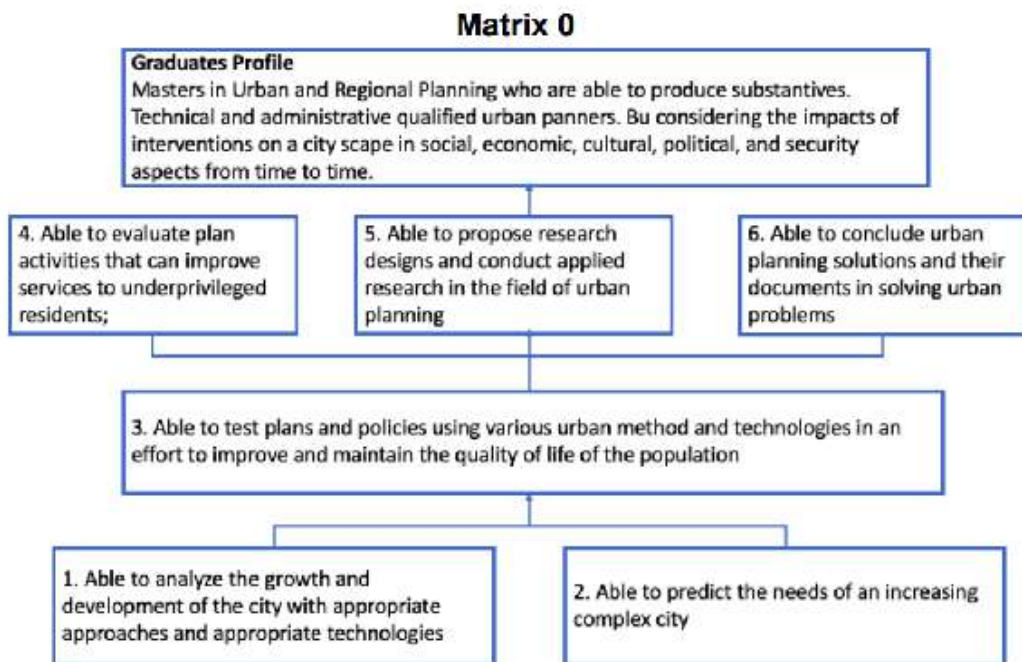 Matrix 0
Graduates Profile
Masters in Urban and Regional Planning who are able to produce substantives.
Technical and administrative qualified urban panners. Bu considering the impacts of
interventions on a city scape in social, economic, cultural, political, and security
aspects from time to time.
4. Able to evaluate plan
activities that can improve
services to underprivileged
residents;
5. Able to propose research
designs and conduct applied
research in the field of urban
planning
6. Able to conclude urban
planning solutions and their
documents in solving urban
problems
3. Able to test plans and policies using various urban method and technologies in an
effort to improve and maintain the quality of life of the population
1. Able to analyze the growth and
development of the city with appropriate
approaches and appropriate technologies
2. Able to predict the needs of an increasing
complex city